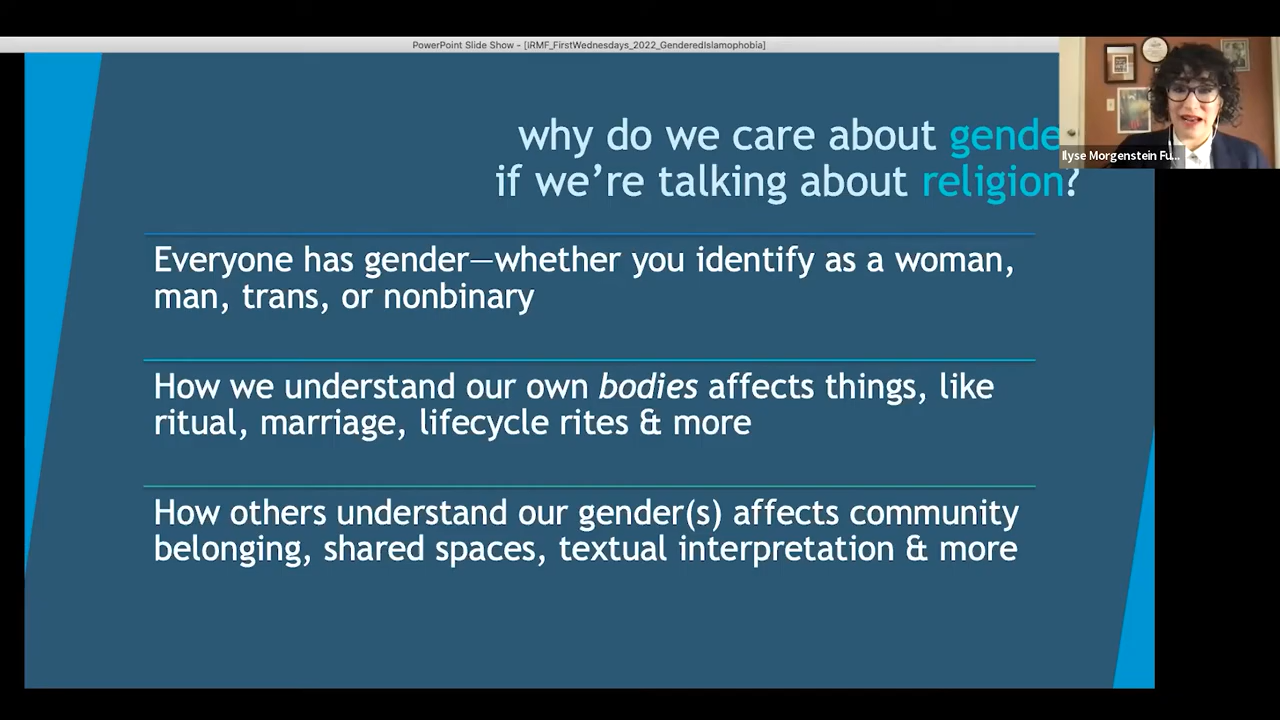 PowerPoint Slide Show - [IRMF_FirstWednesdays_2022_GenderedIslamophobia]
why do we care about gende
if we're talking about religion?
Ilyse Morgenstein Fu...
Everyone has gender—whether you identify as a woman,
man, trans, or nonbinary
How we understand our own bodies affects things, like
ritual, marriage, lifecycle rites & more
How others understand our gender(s) affects community
belonging, shared spaces, textual interpretation & more